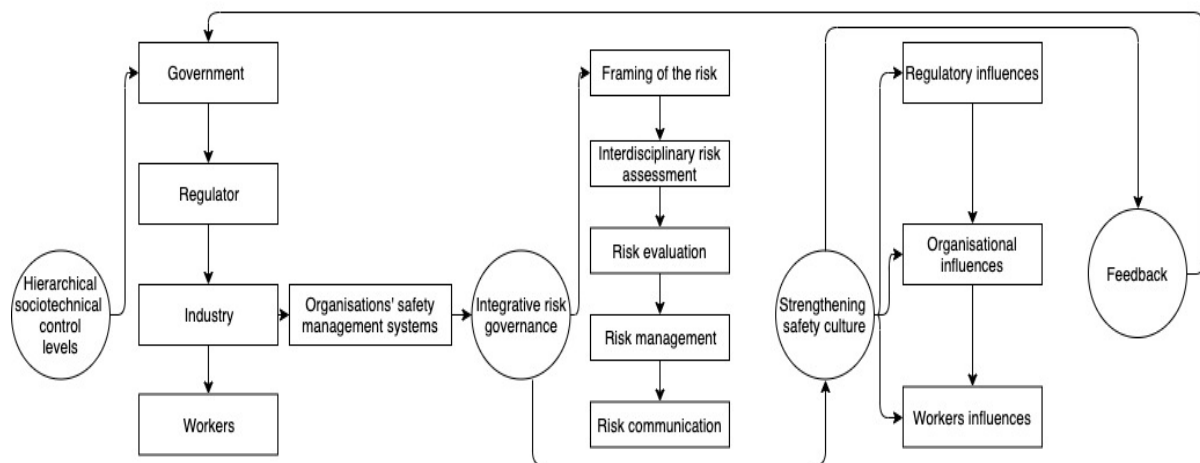 Hierarchical
sociotechnical
control
levels
Government
Regulator
Industry
Workers
Organisations' safety
management systems
Integrative risk
governance
Framing of the risk
Interdisciplinary risk
assessment
Risk evaluation
Risk management
Risk communication
Strengthening
safety culture
Regulatory influences
Organisational
influences
Workers influences
Feedback